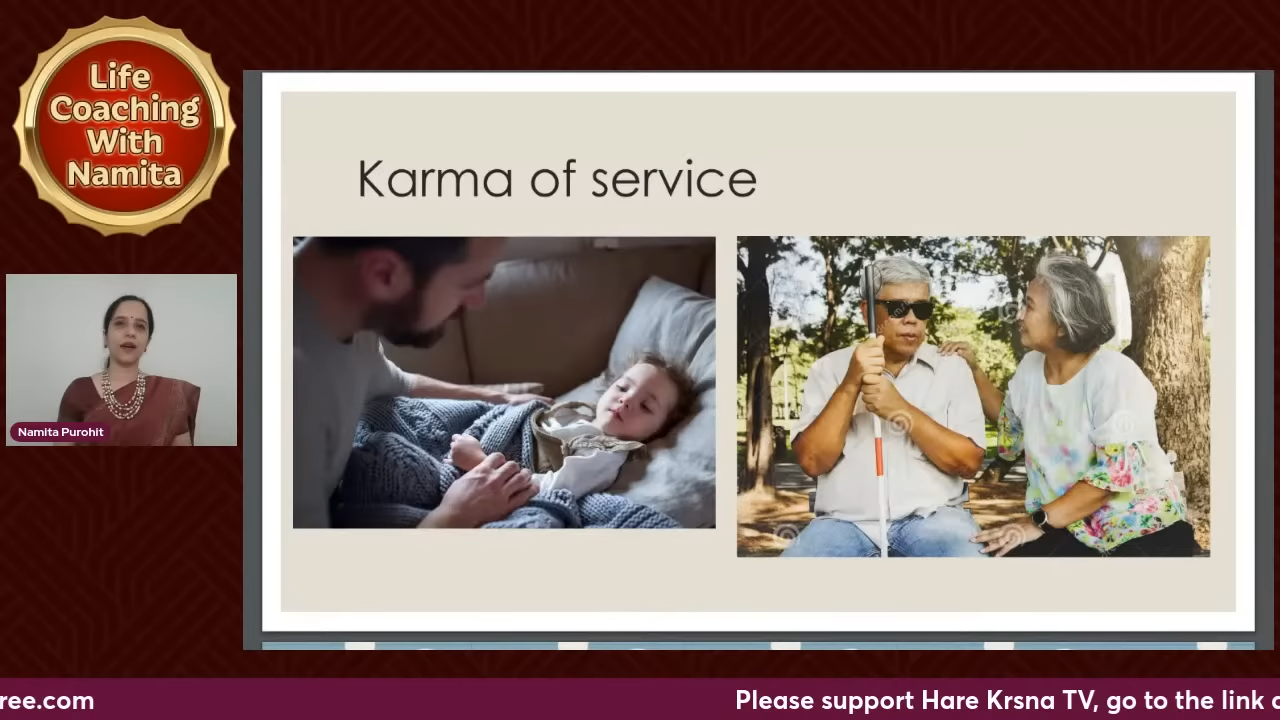 Life
Coaching
With
Namita
Karma of service
Namita Purohit
ree.com
Please support Hare Krsna TV, go to the link